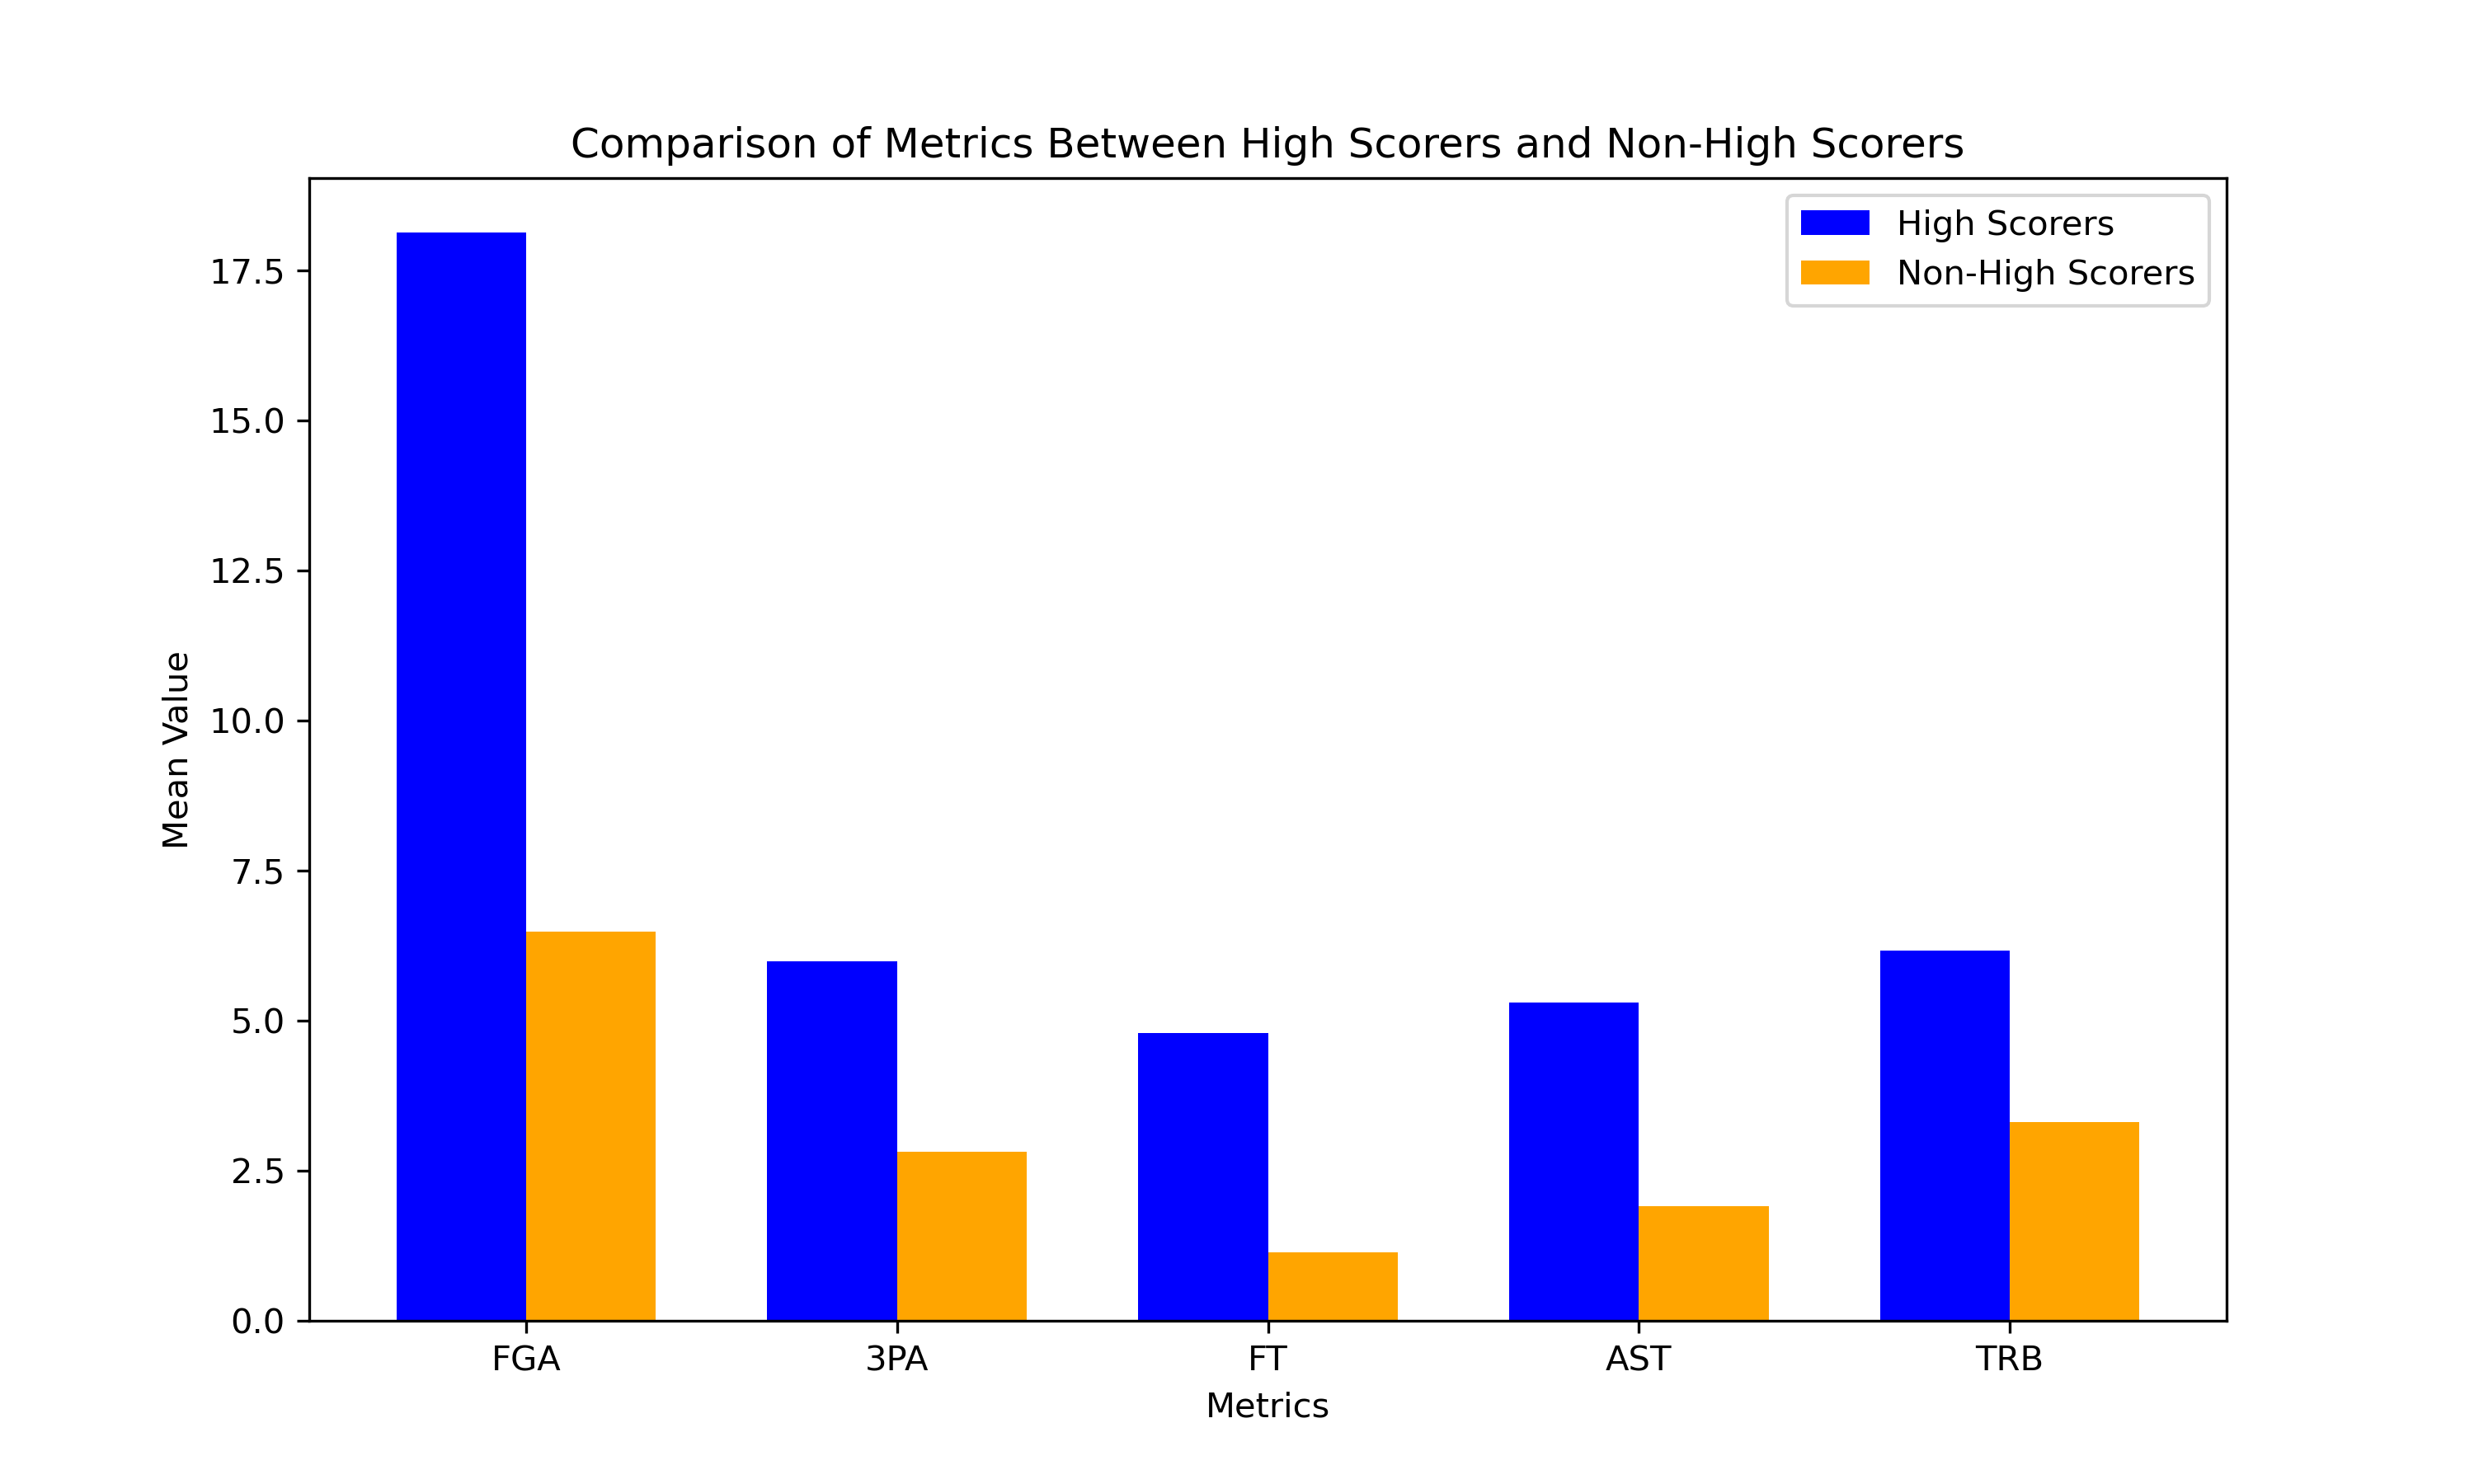 Comparison of Metrics Between High Scorers and Non-High Scorers
High Scorers
Non-High Scorers
17.5
15.0
12.5
10.0
7.5
5.0
2.5
0.0
Mean Value
FGA 3PA FT AST TRB
Metrics